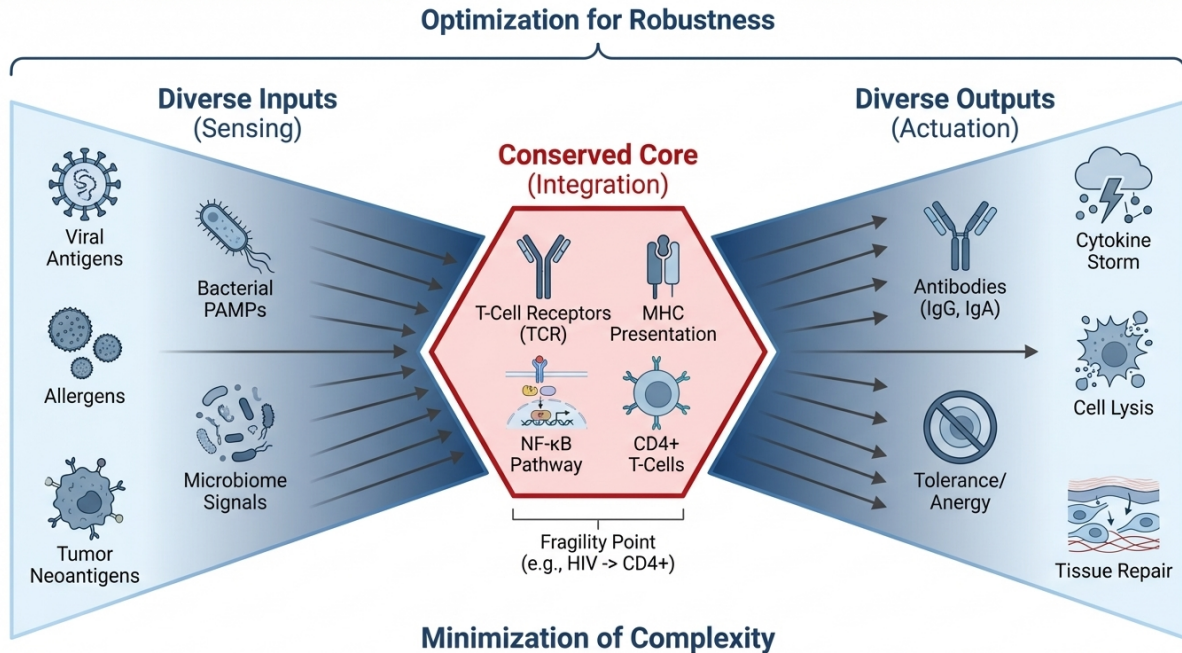 Optimization for Robustness
Diverse Inputs
(Sensing)
Viral
Antigens
Bacterial
PAMPs
Allergens
Microbiome
Signals
Tumor
Neoantigens
Conserved Core
(Integration)
T-Cell Receptors
(TCR)
MHC
Presentation
NF-κB
Pathway
CD4+
T-Cells
Fragility Point
(e.g., HIV -> CD4+)
Diverse Outputs
(Actuation)
Antibodies
(IgG, IgA)
Cytokine
Storm
Cell Lysis
Tolerance/
Anergy
Tissue Repair
Minimization of Complexity